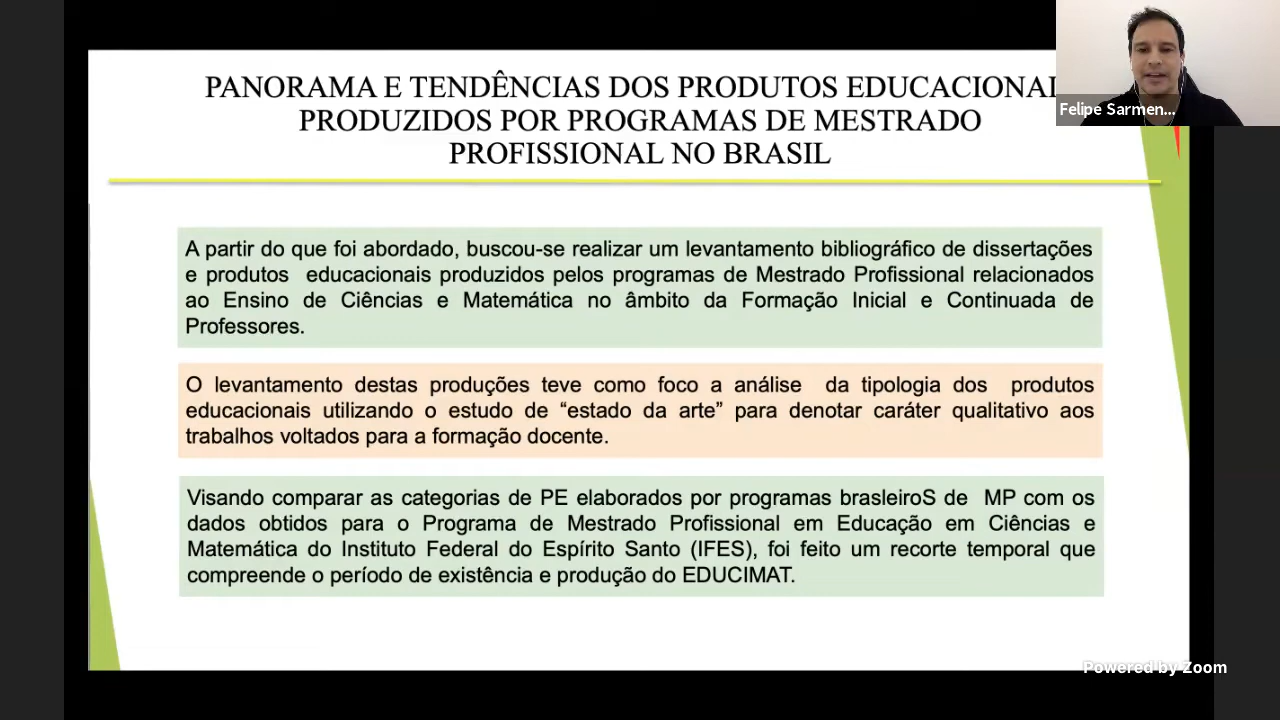 PANORAMA E TENDÊNCIAS DOS PRODUTOS EDUCACIONAI
PRODUZIDOS POR PROGRAMAS DE MESTRADO
PROFISSIONAL NO BRASIL
Felipe Sarmen...
A partir do que foi abordado, buscou-se realizar um levantamento bibliográfico de dissertações
e produtos educacionais produzidos pelos programas de Mestrado Profissional relacionados
ao Ensino de Ciências e Matemática no âmbito da Formação Inicial e Continuada de
Professores.
O levantamento destas produções teve como foco a análise da tipologia dos produtos
educacionais utilizando o estudo de “estado da arte” para denotar caráter qualitativo aos
trabalhos voltados para a formação docente.
Visando comparar as categorias de PE elaborados por programas brasleiroS de MP com os
dados obtidos para o Programa de Mestrado Profissional em Educação em Ciências e
Matemática do Instituto Federal do Espírito Santo (IFES), foi feito um recorte temporal que
compreende o período de existência e produção do EDUCIMAT.
Powered by Zoom